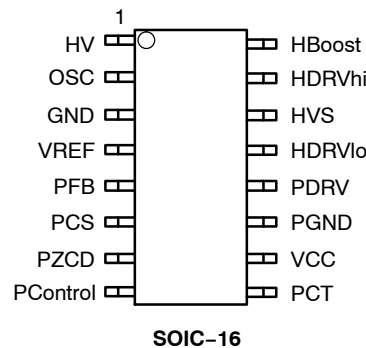 1
HV HBoost
OSC HDRVhi
GND HVS
VREF HDRVlo
PFB PDRV
PCS PGND
PZCD VCC
PControl PCT
SOIC−16